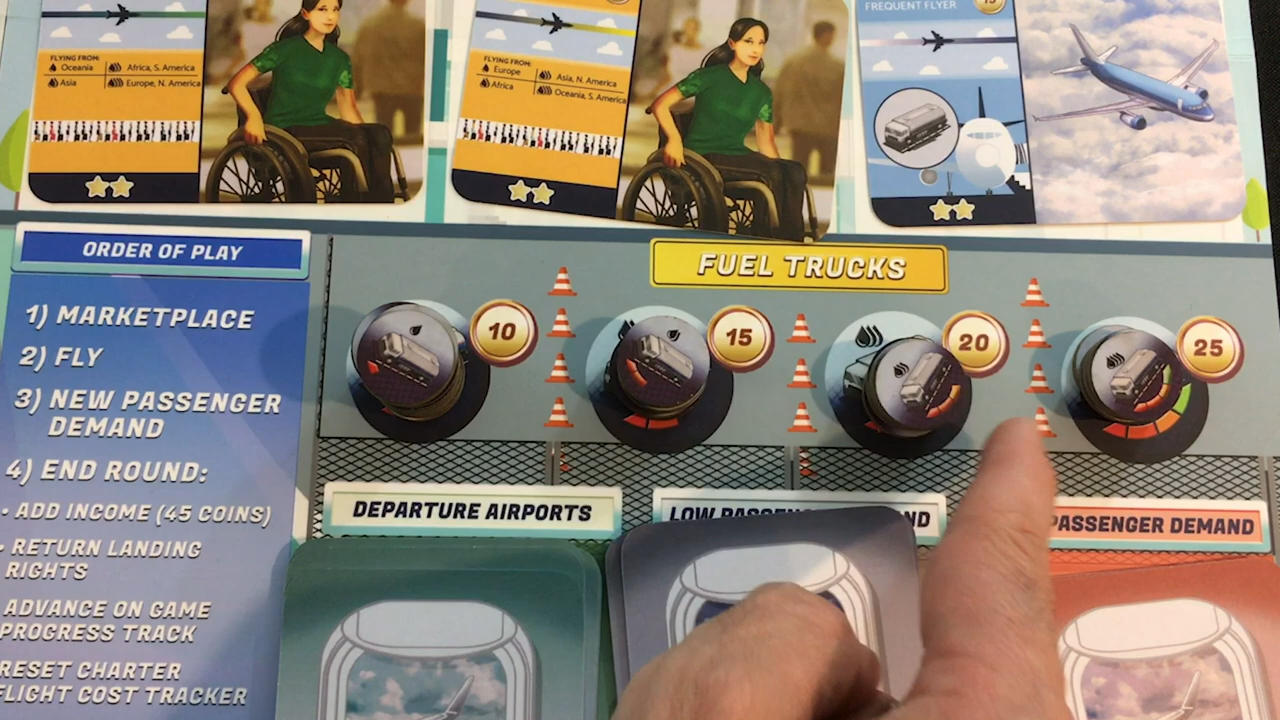 FLYING FROM:
Oceania Africa, S. America
Asia Europe, N. America
FLYING FROM:
Europe Asia, N. America
Africa Oceania, S. America
FREQUENT FLYER
15
ORDER OF PLAY
1) MARKETPLACE
2) FLY
3) NEW PASSENGER
DEMAND
4) END ROUND:
• ADD INCOME (45 COINS)
• RETURN LANDING
RIGHTS
ADVANCE ON GAME
PROGRESS TRACK
RESET CHARTER
FLIGHT COST TRACKER
FUEL TRUCKS
10
15
20
25
DEPARTURE AIRPORTS
LOW
PASSENGER DEMAND